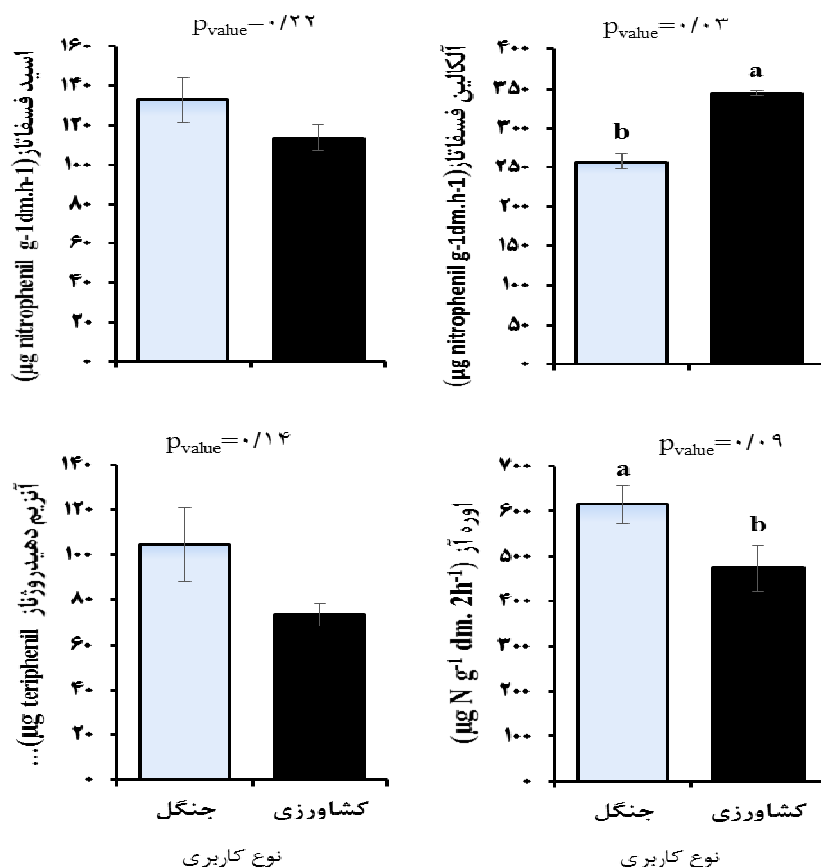 pvalue=۰/۲۲
اسید فسفاتاز (µg nitrophenil g-1dm.h-1)
۱۶۰
۱۴۰
۱۲۰
۱۰۰
۸۰
۶۰
۴۰
۲۰
۰
pvalue=۰/۰۳
آلکالین فسفاتاز (µg nitrophenil g-1dm.h-1)
۴۰۰
۳۵۰
۳۰۰
۲۵۰
۲۰۰
۱۵۰
۱۰۰
۵۰
۰
b
a
pvalue=۰/۱۴
آنزیم دهیدروژناز (µg teriphenil...
۱۴۰
۱۲۰
۱۰۰
۸۰
۶۰
۴۰
۲۰
۰
جنگل
کشاورزی
نوع کاربری
pvalue=۰/۰۹
اوره آز (µg N g-1 dm. 2h-1)
۷۰۰
۶۰۰
۵۰۰
۴۰۰
۳۰۰
۲۰۰
۱۰۰
۰
a
b
جنگل
کشاورزی
نوع کاربری